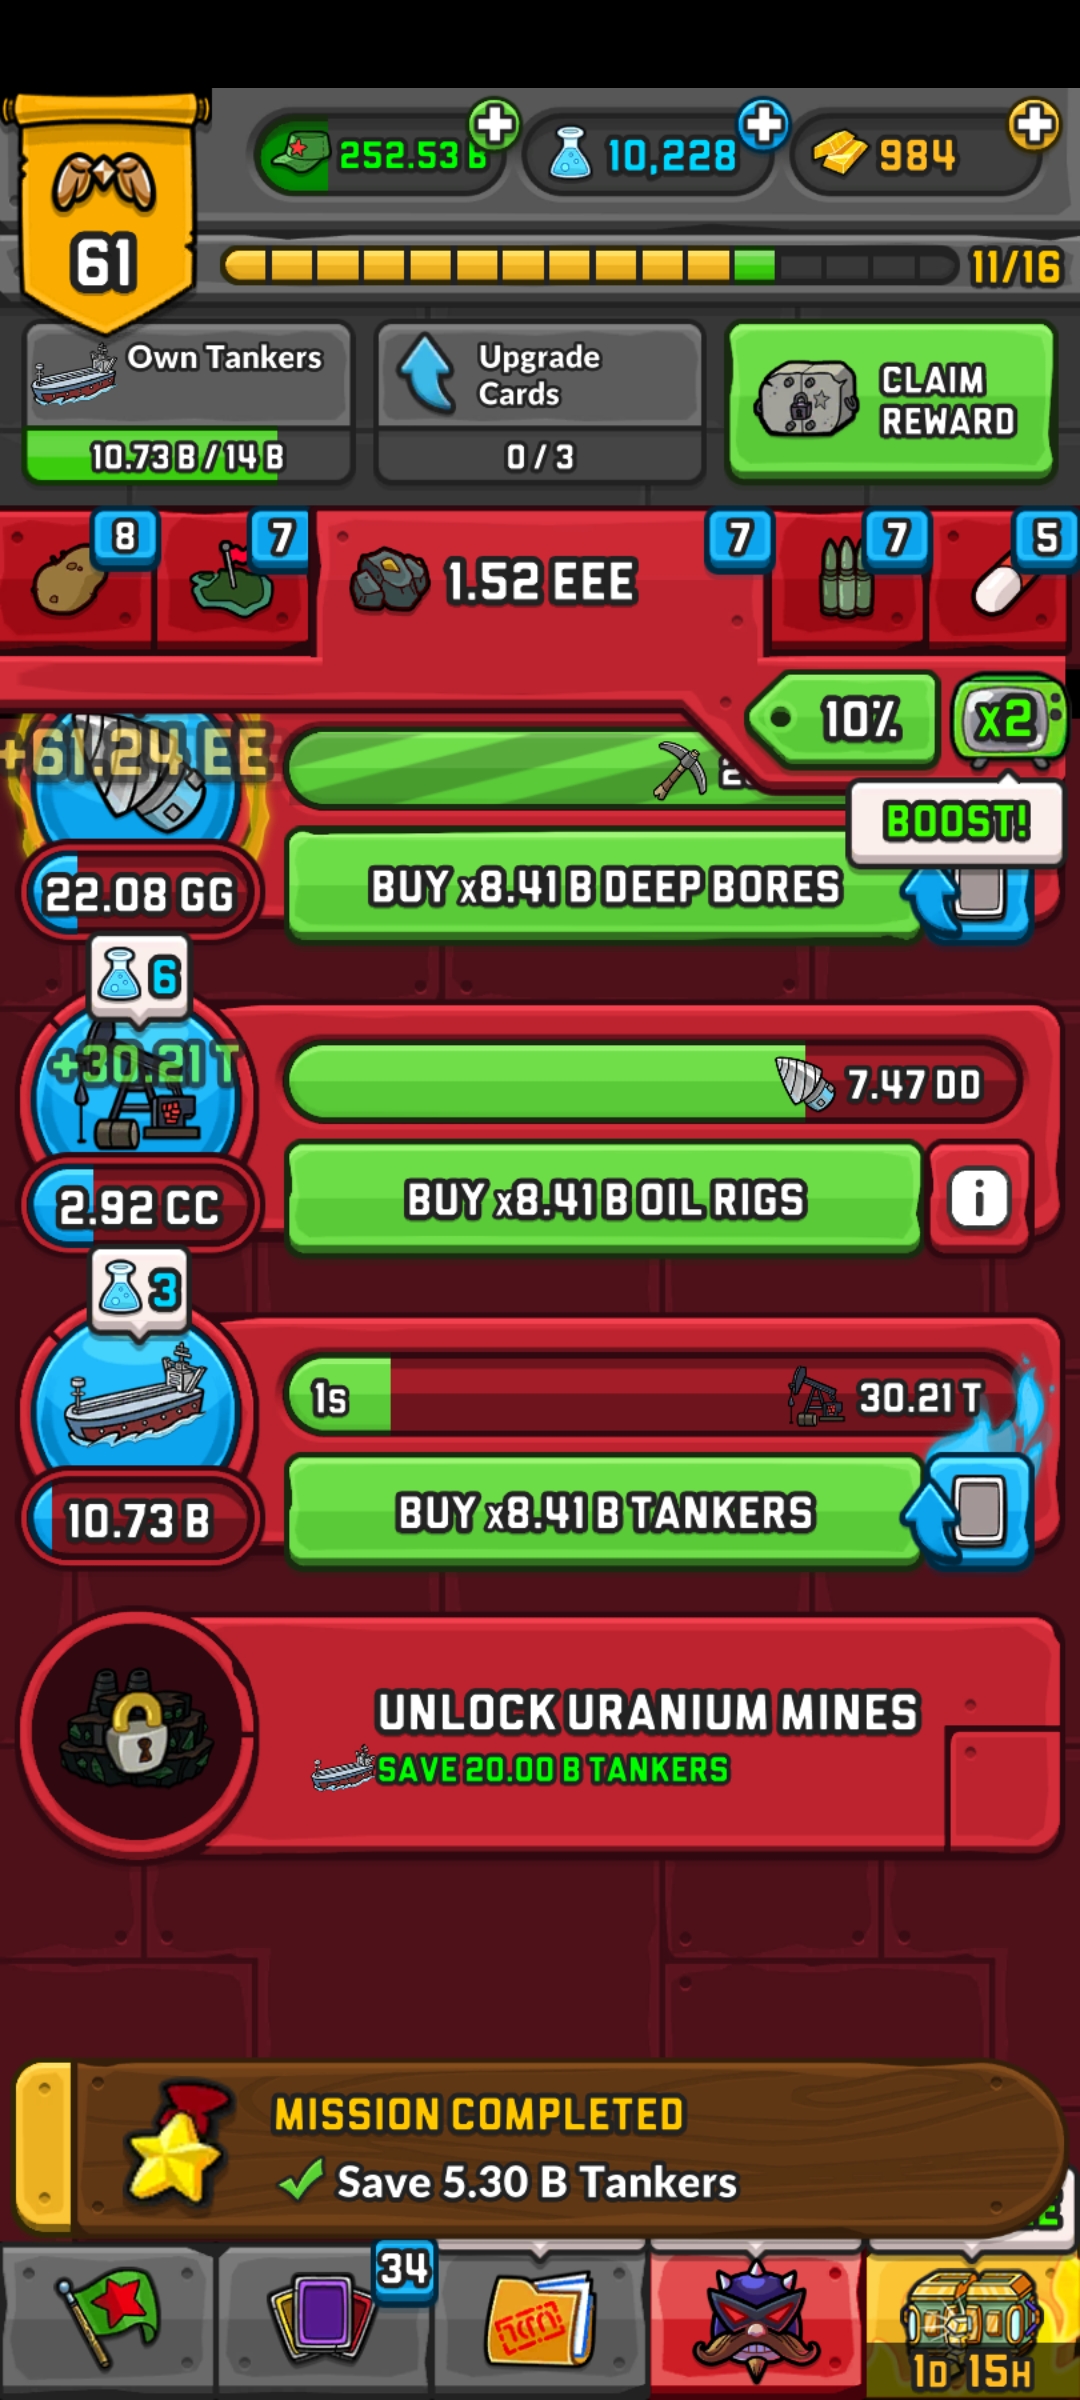 252.53 B
10,228
984
61
11/16
Own Tankers
10.73 B / 14 B
Upgrade
Cards
0 / 3
CLAIM
REWARD
8
7
1.52 EEE
7
7
5
10%
x2
BOOST!
+61.24 EE
22.08 GG
BUY x8.41 B DEEP BORES
6
+30.21 T
7.47 DD
2.92 CC
BUY x8.41 B OIL RIGS
i
3
1s
30.21 T
10.73 B
BUY x8.41 B TANKERS
UNLOCK URANIUM MINES
SAVE 20.00 B TANKERS
MISSION COMPLETED
Save 5.30 B Tankers
34
1D 15H